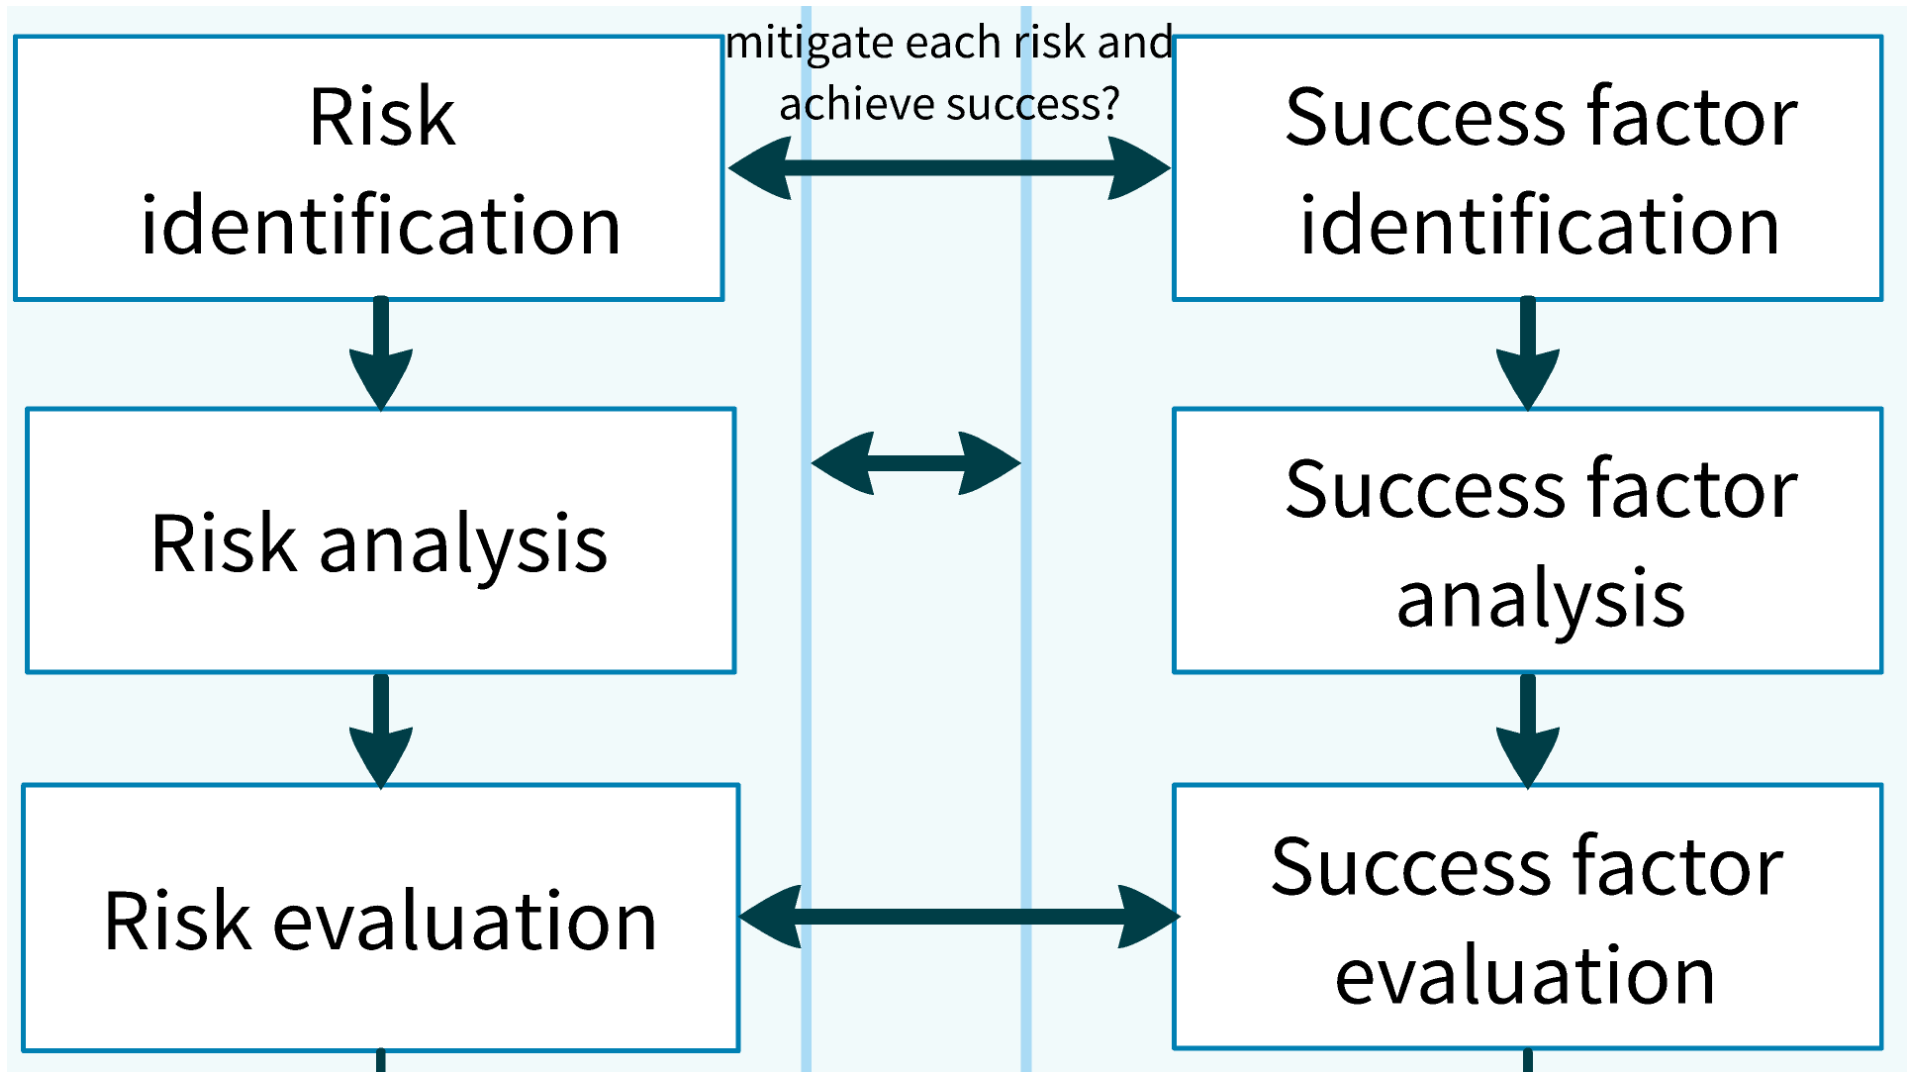 mitigate each risk and
achieve success?
Risk
identification
Success factor
identification
Risk analysis
Success factor
analysis
Risk evaluation
Success factor
evaluation